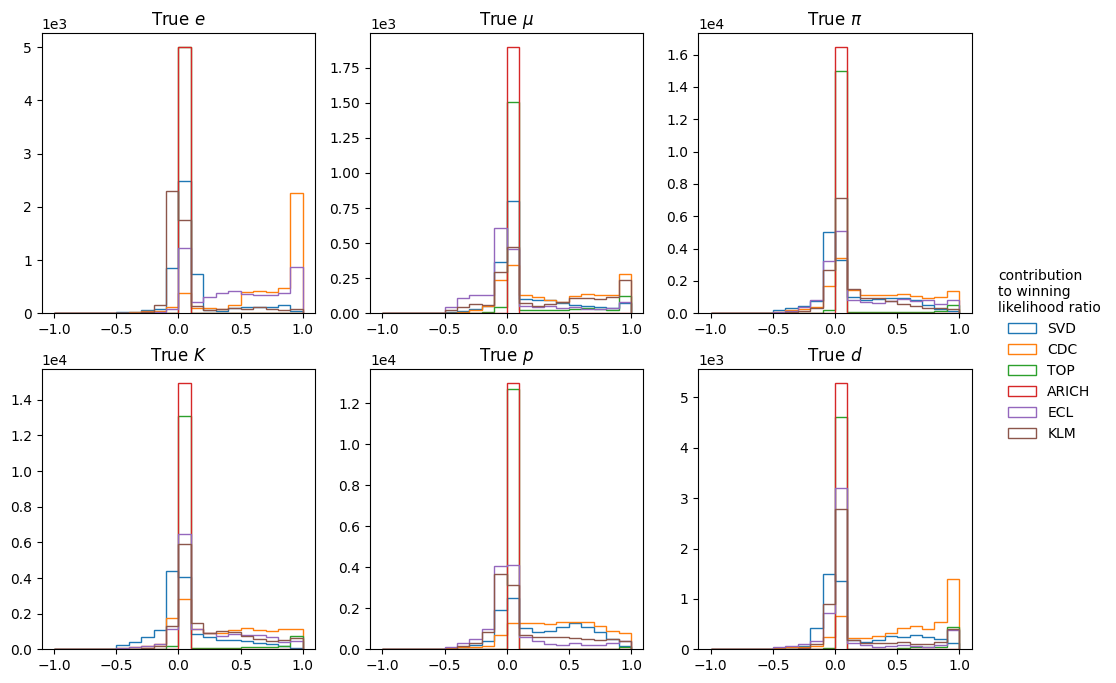 True e
True μ
True π
1e3
1e3
1e4
5
4
3
2
1
0
1.75
1.50
1.25
1.00
0.75
0.50
0.25
0.00
1.6
1.4
1.2
1.0
0.8
0.6
0.4
0.2
0.0
−1.0 −0.5 0.0 0.5 1.0
−1.0 −0.5 0.0 0.5 1.0
−1.0 −0.5 0.0 0.5 1.0
True K
True p
True d
1e4
1e4
1e3
1.4
1.2
1.0
0.8
0.6
0.4
0.2
0.0
1.2
1.0
0.8
0.6
0.4
0.2
0.0
5
4
3
2
1
0
−1.0 −0.5 0.0 0.5 1.0
−1.0 −0.5 0.0 0.5 1.0
−1.0 −0.5 0.0 0.5 1.0
contribution
to winning
likelihood ratio
SVD
CDC
TOP
ARICH
ECL
KLM